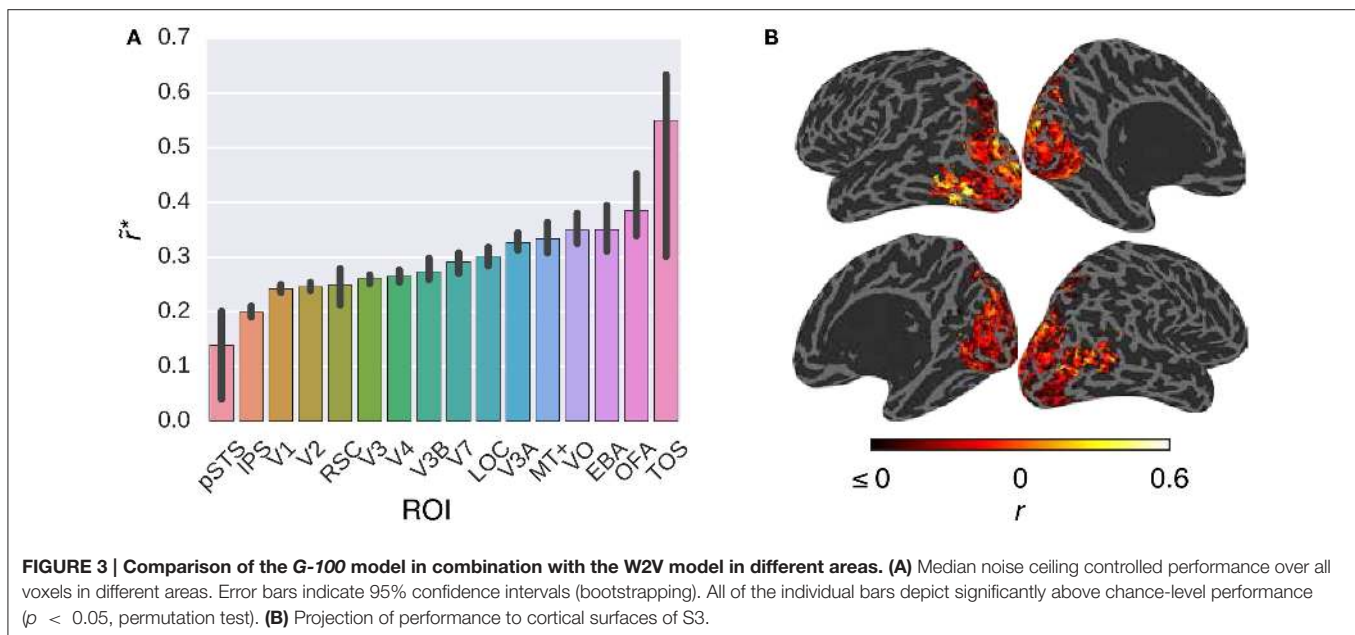 A
B
0.7
0.6
0.5
0.4
0.3
0.2
0.1
0.0
r̃*
pSTS IPS V1 V2 RSC V3 V4 V3B V7 LOC V3A MT+ VO EBA OFA TOS
ROI
≤ 0 0 0.6
r
FIGURE 3 | Comparison of the G-100 model in combination with the W2V model in different areas. (A) Median noise ceiling controlled performance over all
voxels in different areas. Error bars indicate 95% confidence intervals (bootstrapping). All of the individual bars depict significantly above chance-level performance
(p < 0.05, permutation test). (B) Projection of performance to cortical surfaces of S3.